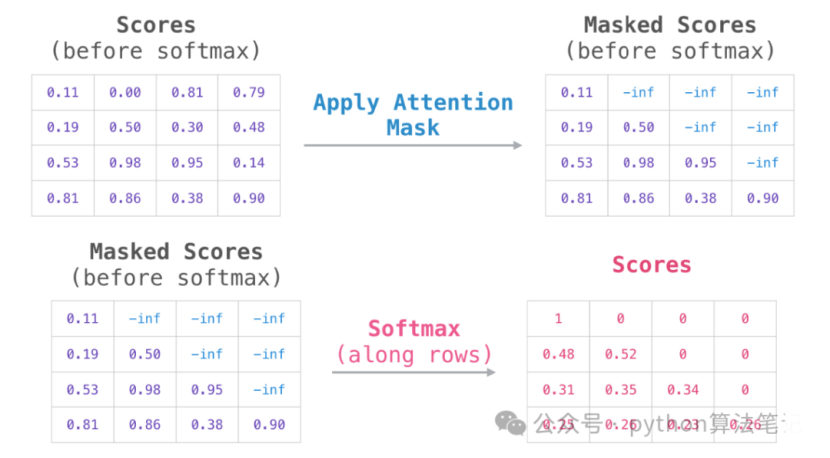 Scores
(before softmax)
0.11 0.00 0.81 0.79
0.19 0.50 0.30 0.48
0.53 0.98 0.95 0.14
0.81 0.86 0.38 0.90
Apply Attention
Mask
Masked Scores
(before softmax)
0.11 -inf -inf -inf
0.19 0.50 -inf -inf
0.53 0.98 0.95 -inf
0.81 0.86 0.38 0.90
Masked Scores
(before softmax)
0.11 -inf -inf -inf
0.19 0.50 -inf -inf
0.53 0.98 0.95 -inf
0.81 0.86 0.38 0.90
Softmax
(along rows)
Scores
1 0 0 0
0.48 0.52 0 0
0.31 0.35 0.34 0
0.25 0.26 0.23 0.26
公众号 · python算法笔